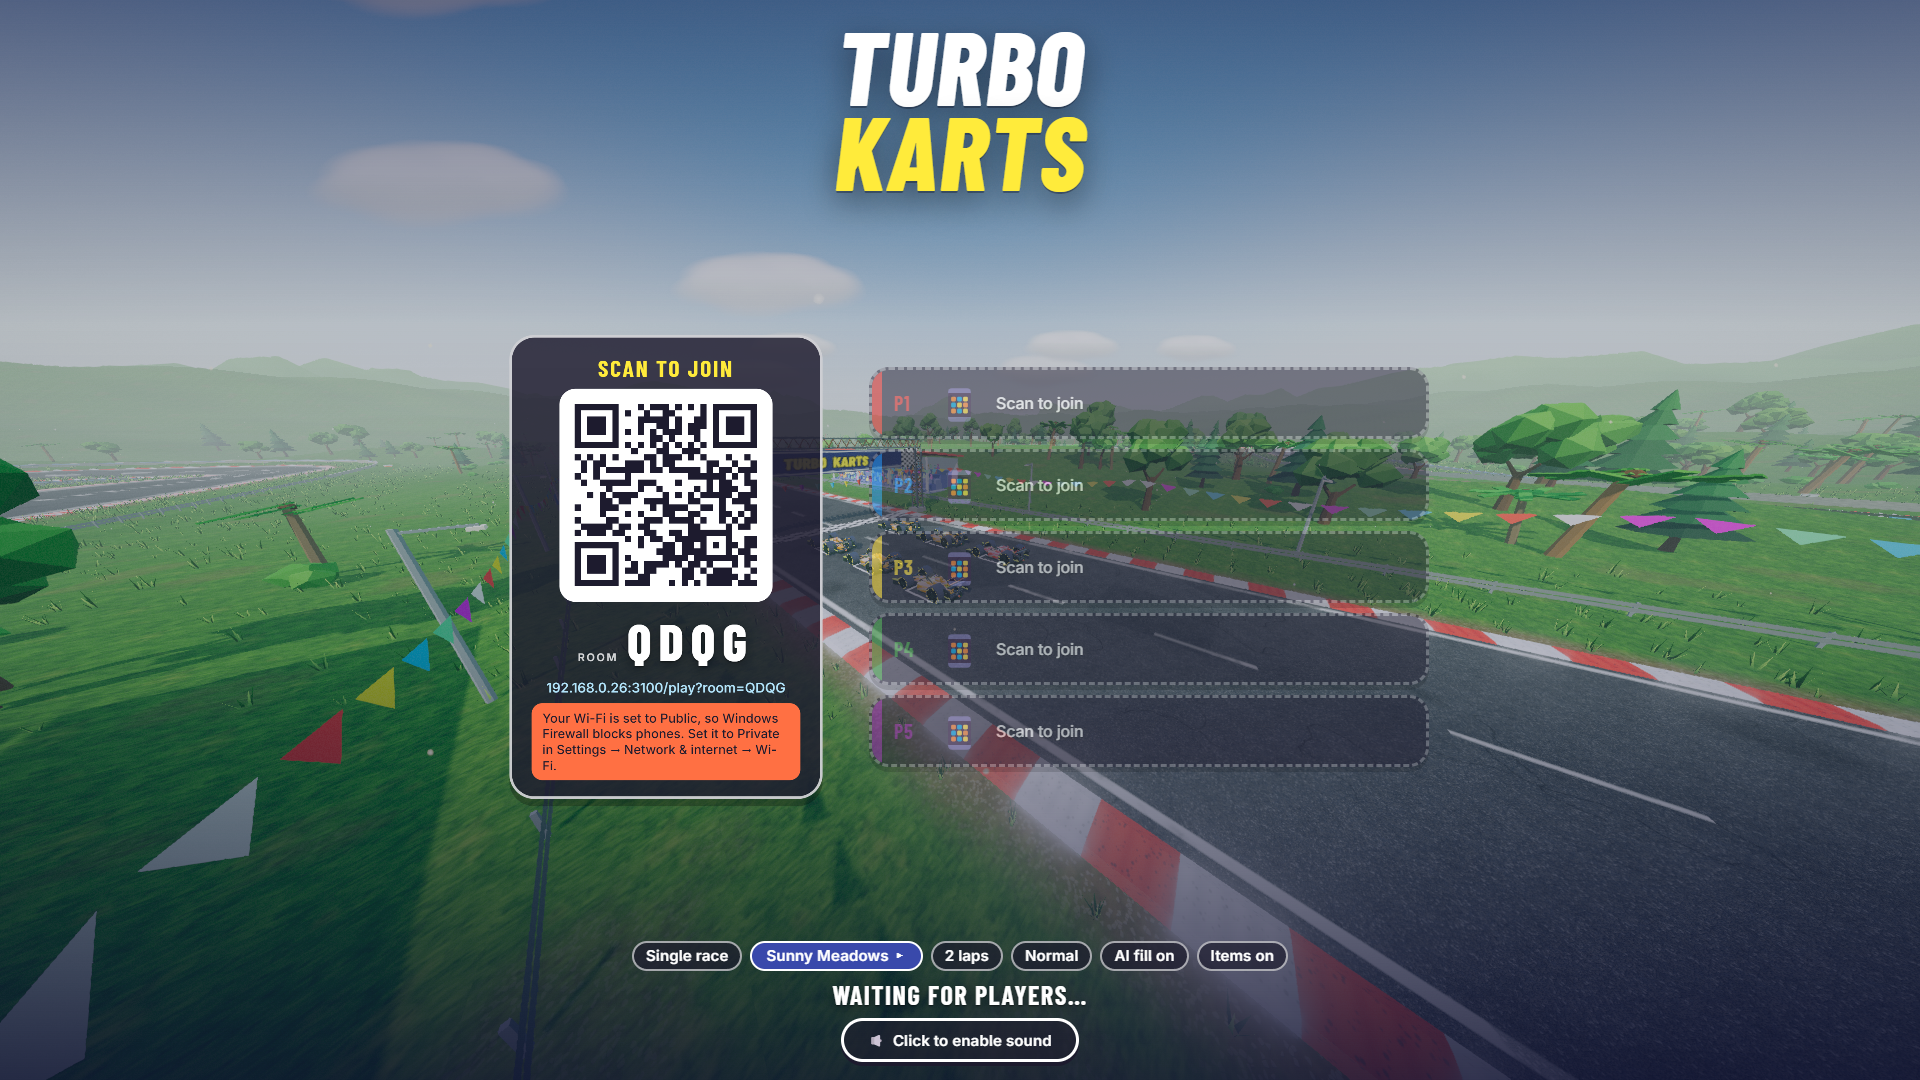 TURBO
KARTS
SCAN TO JOIN
ROOM QDQG
192.168.0.26:3100/play?room=QDQG
Your Wi-Fi is set to Public, so Windows
Firewall blocks phones. Set it to Private
in Settings → Network & internet → Wi-
Fi.
TURBO KARTS
P1 Scan to join
P2 Scan to join
P3 Scan to join
P4 Scan to join
P5 Scan to join
Single race
Sunny Meadows ▸
2 laps
Normal
AI fill on
Items on
WAITING FOR PLAYERS...
Click to enable sound